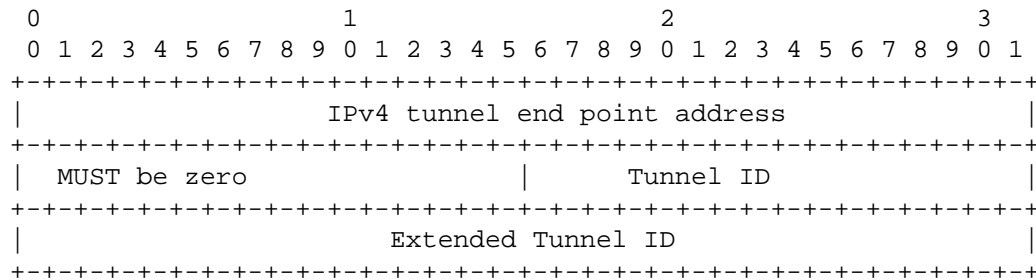 0                   1                   2                   3
 0 1 2 3 4 5 6 7 8 9 0 1 2 3 4 5 6 7 8 9 0 1 2 3 4 5 6 7 8 9 0 1
+-+-+-+-+-+-+-+-+-+-+-+-+-+-+-+-+-+-+-+-+-+-+-+-+-+-+-+-+-+-+-+-+
|                   IPv4 tunnel end point address               |
+-+-+-+-+-+-+-+-+-+-+-+-+-+-+-+-+-+-+-+-+-+-+-+-+-+-+-+-+-+-+-+-+
|  MUST be zero                 |      Tunnel ID                |
+-+-+-+-+-+-+-+-+-+-+-+-+-+-+-+-+-+-+-+-+-+-+-+-+-+-+-+-+-+-+-+-+
|                       Extended Tunnel ID                      |
+-+-+-+-+-+-+-+-+-+-+-+-+-+-+-+-+-+-+-+-+-+-+-+-+-+-+-+-+-+-+-+-+